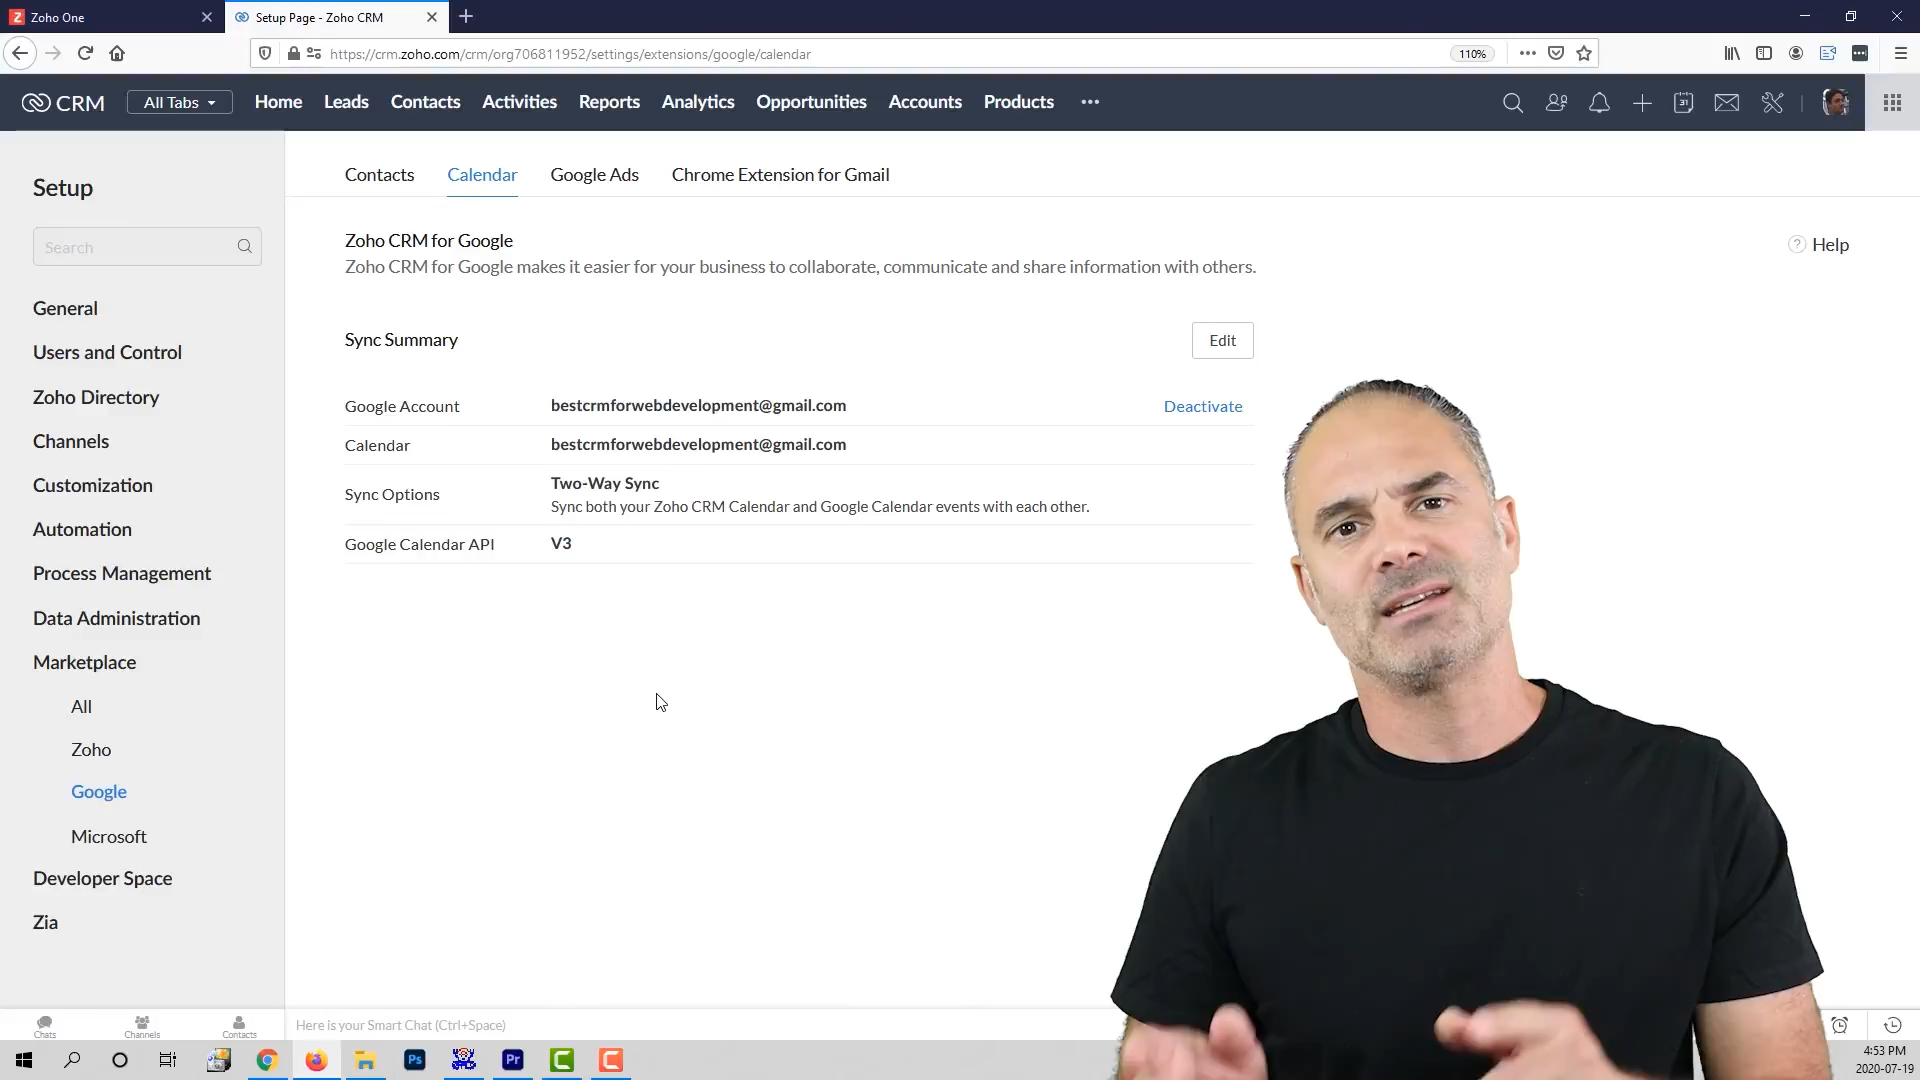 Zoho One
Setup Page - Zoho CRM
https://crm.zoho.com/crm/org706811952/settings/extensions/google/calendar
110%
CRM
All Tabs
Home
Leads
Contacts
Activities
Reports
Analytics
Opportunities
Accounts
Products
31
Setup
Search
General
Users and Control
Zoho Directory
Channels
Customization
Automation
Process Management
Data Administration
Marketplace
All
Zoho
Google
Microsoft
Developer Space
Zia
Contacts
Calendar
Google Ads
Chrome Extension for Gmail
Zoho CRM for Google
Zoho CRM for Google makes it easier for your business to collaborate, communicate and share information with others.
? Help
Sync Summary
Edit
Google Account
bestcrmforwebdevelopment@gmail.com
Deactivate
Calendar
bestcrmforwebdevelopment@gmail.com
Sync Options
Two-Way Sync
Sync both your Zoho CRM Calendar and Google Calendar events with each other.
Google Calendar API
V3
Chats
Channels
Contacts
Here is your Smart Chat (Ctrl+Space)
Ps
Pr
4:53 PM
2020-07-19